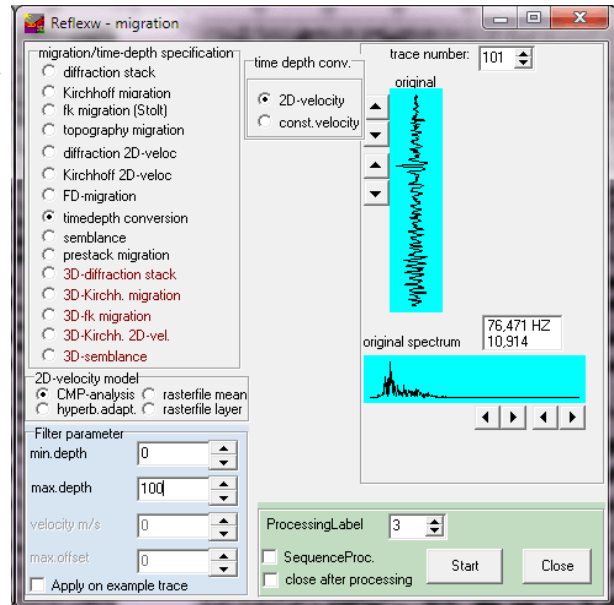 Reflexw - migration
migration/time-depth specification
diffraction stack
Kirchhoff migration
fk migration (Stolt)
topography migration
diffraction 2D-veloc
Kirchhoff 2D-veloc
FD-migration
timedepth conversion
semblance
prestack migration
3D-diffraction stack
3D-Kirchh. migration
3D-fk migration
3D-Kirchh. 2D-vel.
3D-semblance
time depth conv.
2D-velocity
const.velocity
trace number: 101
original
original spectrum
76,471 HZ
10,914
2D-velocity model
CMP-analysis rasterfile mean
hyperb.adapt. rasterfile layer
Filter parameter
min.depth 0
max.depth 100
velocity m/s 0
max.offset 0
Apply on example trace
ProcessingLabel 3
SequenceProc.
close after processing
Start Close